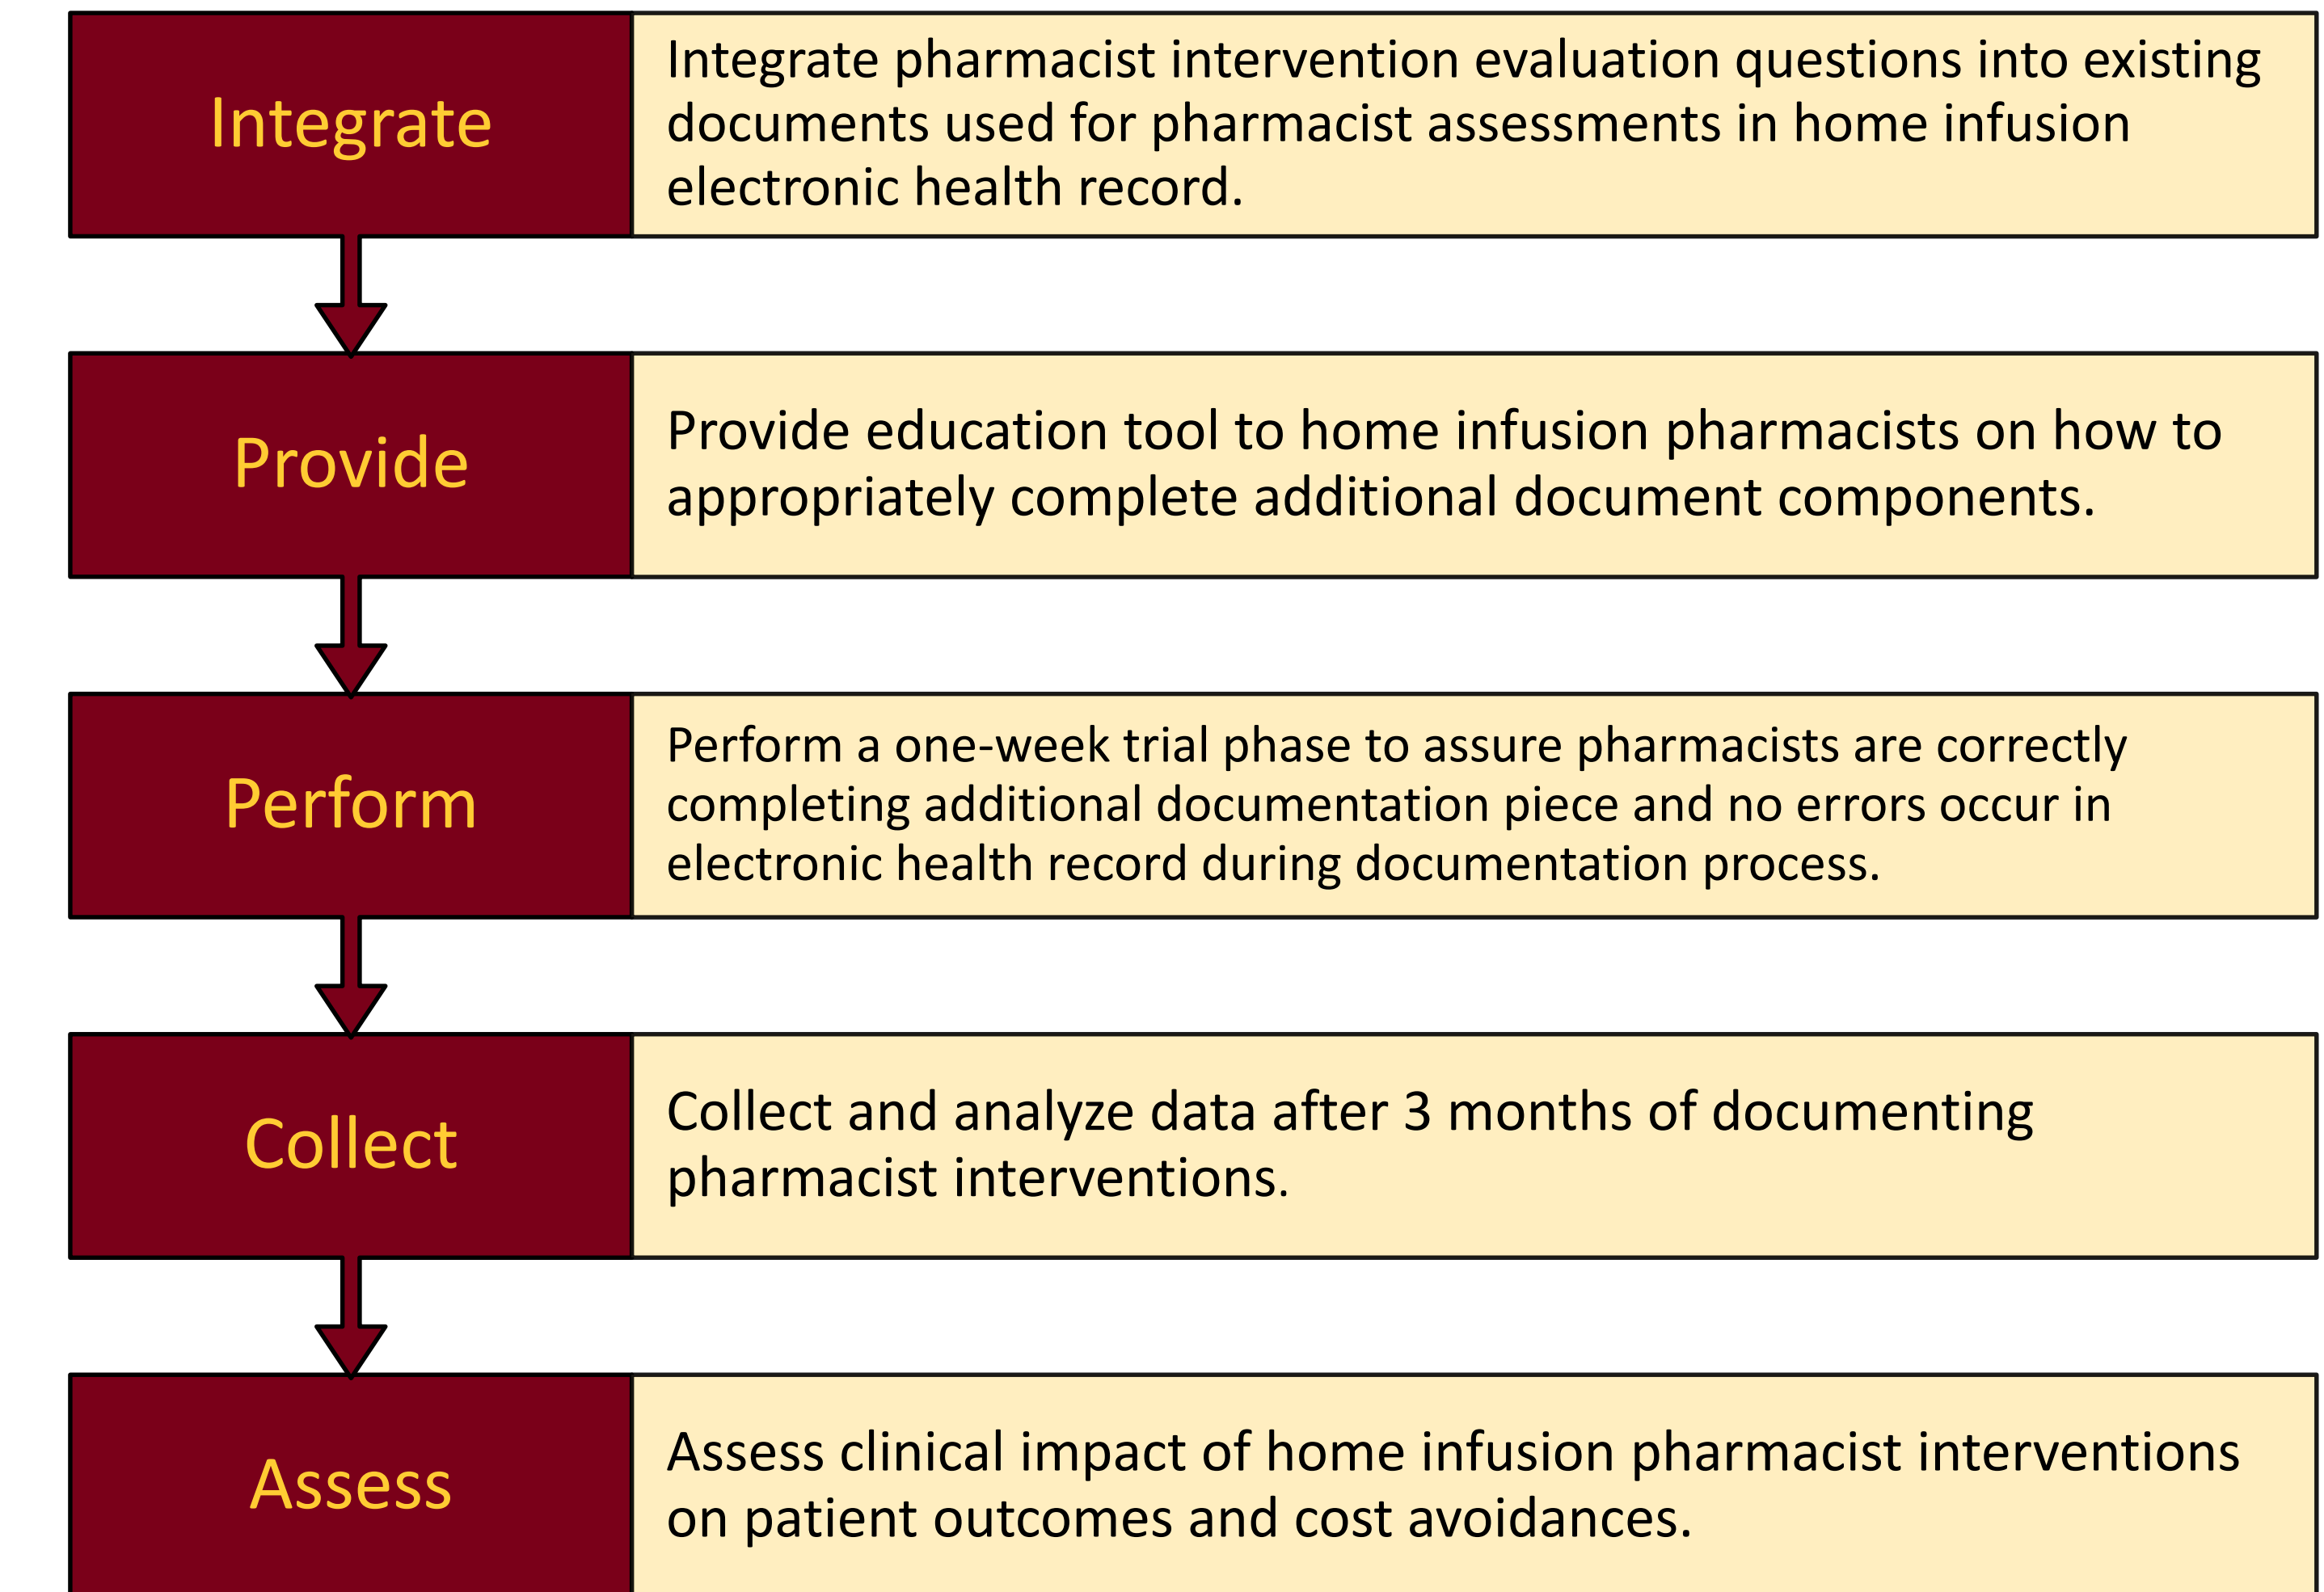 Integrate
Integrate pharmacist intervention evaluation questions into existing
documents used for pharmacist assessments in home infusion
electronic health record.
Provide
Provide education tool to home infusion pharmacists on how to
appropriately complete additional document components.
Perform
Perform a one-week trial phase to assure pharmacists are correctly
completing additional documentation piece and no errors occur in
electronic health record during documentation process.
Collect
Collect and analyze data after 3 months of documenting
pharmacist interventions.
Assess
Assess clinical impact of home infusion pharmacist interventions
on patient outcomes and cost avoidances.